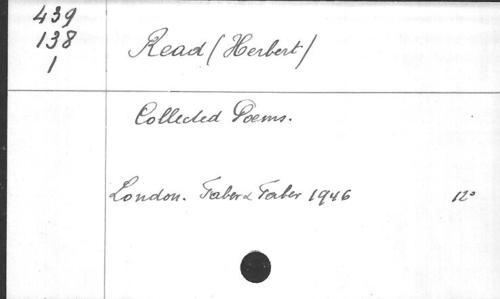 439
138
1
Read (Herbert)
Collected Poems.
London. Faber & Faber 1946 12°